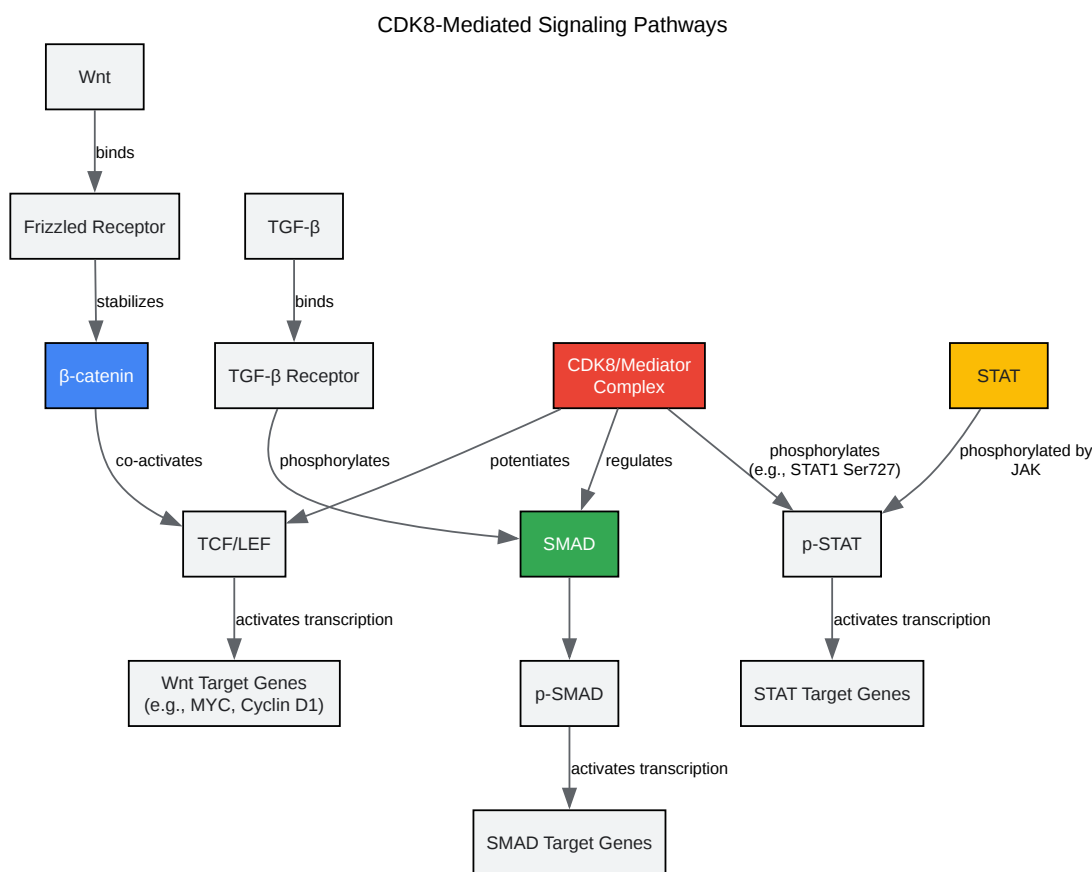 CDK8-Mediated Signaling Pathways
Wnt
binds
Frizzled Receptor
TGF-β
stabilizes
binds
β-catenin
TGF-β Receptor
CDK8/Mediator
Complex
STAT
co-activates
phosphorylates
potentiates
regulates
phosphorylates
(e.g., STAT1 Ser727)
phosphorylated by
JAK
TCF/LEF
SMAD
p-STAT
activates transcription
activates transcription
Wnt Target Genes
(e.g., MYC, Cyclin D1)
p-SMAD
STAT Target Genes
activates transcription
SMAD Target Genes